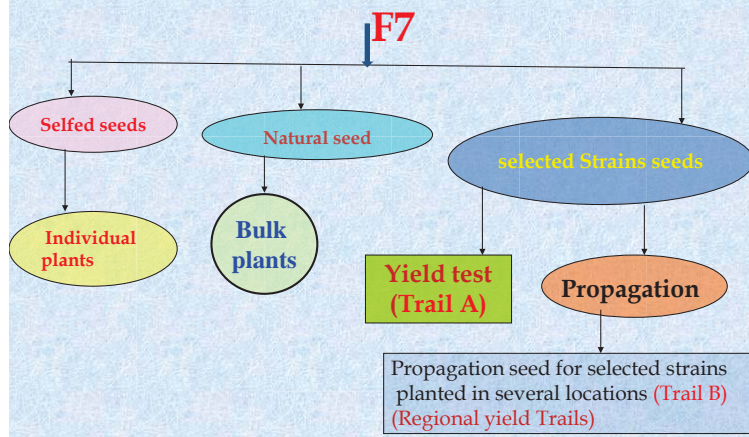 F7
Selfed seeds
Natural seed
selected Strains seeds
Individual
plants
Bulk
plants
Yield test
(Trail A)
Propagation
Propagation seed for selected strains
planted in several locations (Trail B)
(Regional yield Trails)